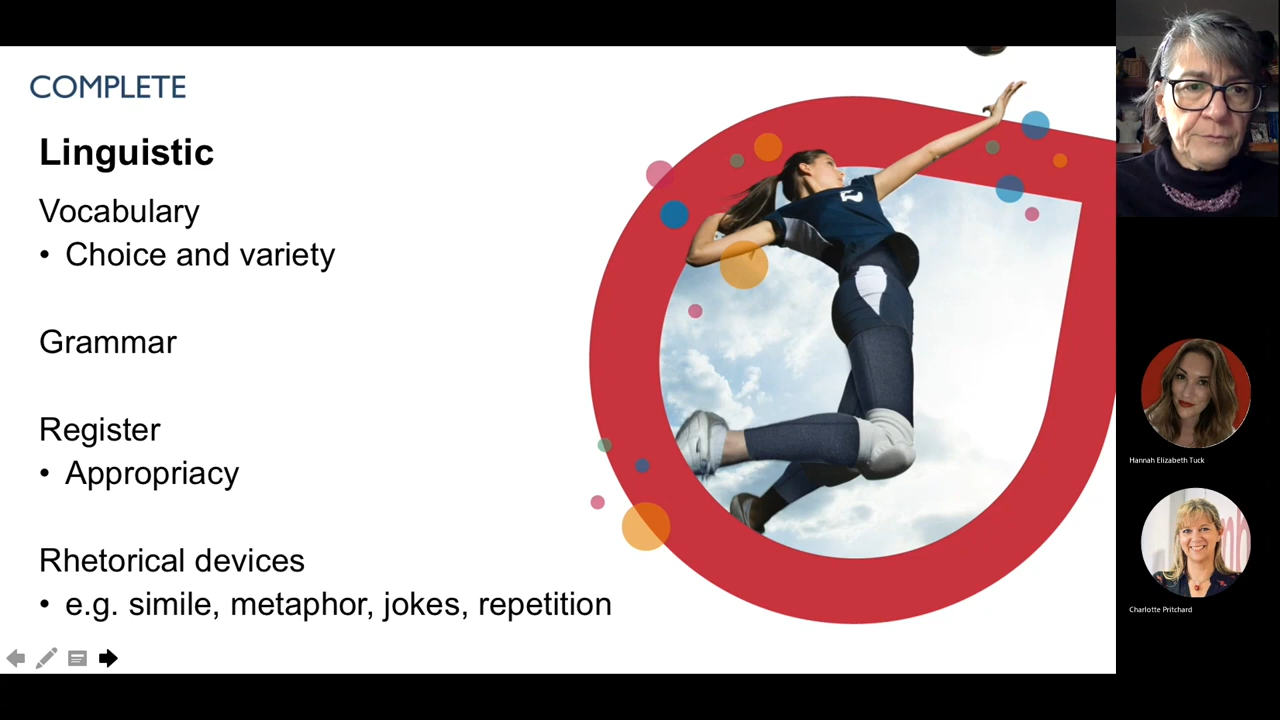 COMPLETE
Linguistic
Vocabulary
• Choice and variety
Grammar
Register
• Appropriacy
Rhetorical devices
• e.g. simile, metaphor, jokes, repetition
Hannah Elizabeth Tuck
Charlotte Pritchard